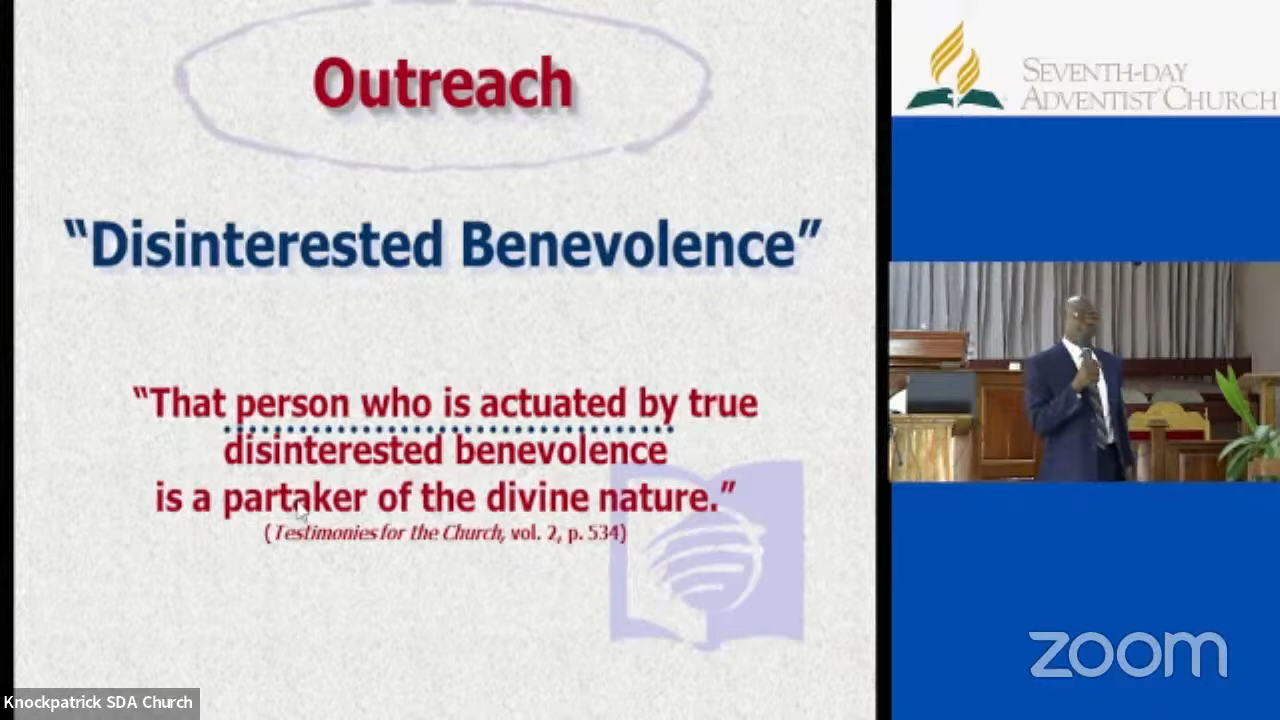 Outreach
“Disinterested Benevolence”
“That person who is actuated by true
disinterested benevolence
is a partaker of the divine nature.”
(Testimonies for the Church, vol. 2, p. 534)
SEVENTH-DAY
ADVENTIST CHURCH
zoom
Knockpatrick SDA Church